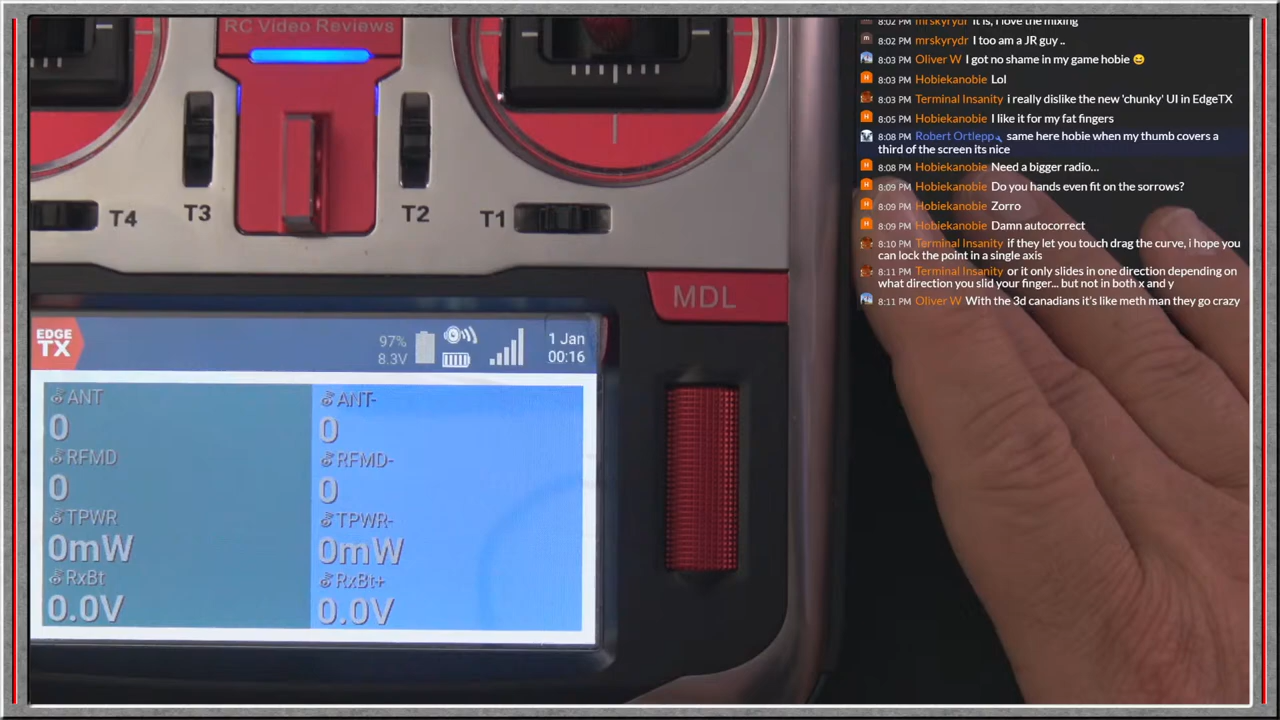 RC Video Reviews
T4
T3
T2
T1
MDL
EDGE
TX
97%
8.3V
1 Jan
00:16
ANT
0
RFMD
0
TPWR
0mW
RxBt
0.0V
ANT-
0
RFMD-
0
TPWR-
0mW
RxBt+
0.0V
8:02 PM mrskyrydr It is, I love the mixing
8:02 PM mrskyrydr I too am a JR guy ..
8:03 PM Oliver W I got no shame in my game hobie 😄
8:03 PM Hobiekanobie Lol
8:03 PM Terminal Insanity i really dislike the new 'chunky' UI in EdgeTX
8:05 PM Hobiekanobie I like it for my fat fingers
8:08 PM Robert Ortlepp same here hobie when my thumb covers a
third of the screen its nice
8:08 PM Hobiekanobie Need a bigger radio...
8:09 PM Hobiekanobie Do you hands even fit on the sorrows?
8:09 PM Hobiekanobie Zorro
8:09 PM Hobiekanobie Damn autocorrect
8:10 PM Terminal Insanity if they let you touch drag the curve, i hope you
can lock the point in a single axis
8:11 PM Terminal Insanity or it only slides in one direction depending on
what direction you slid your finger... but not in both x and y
8:11 PM Oliver W With the 3d canadians it's like meth man they go crazy